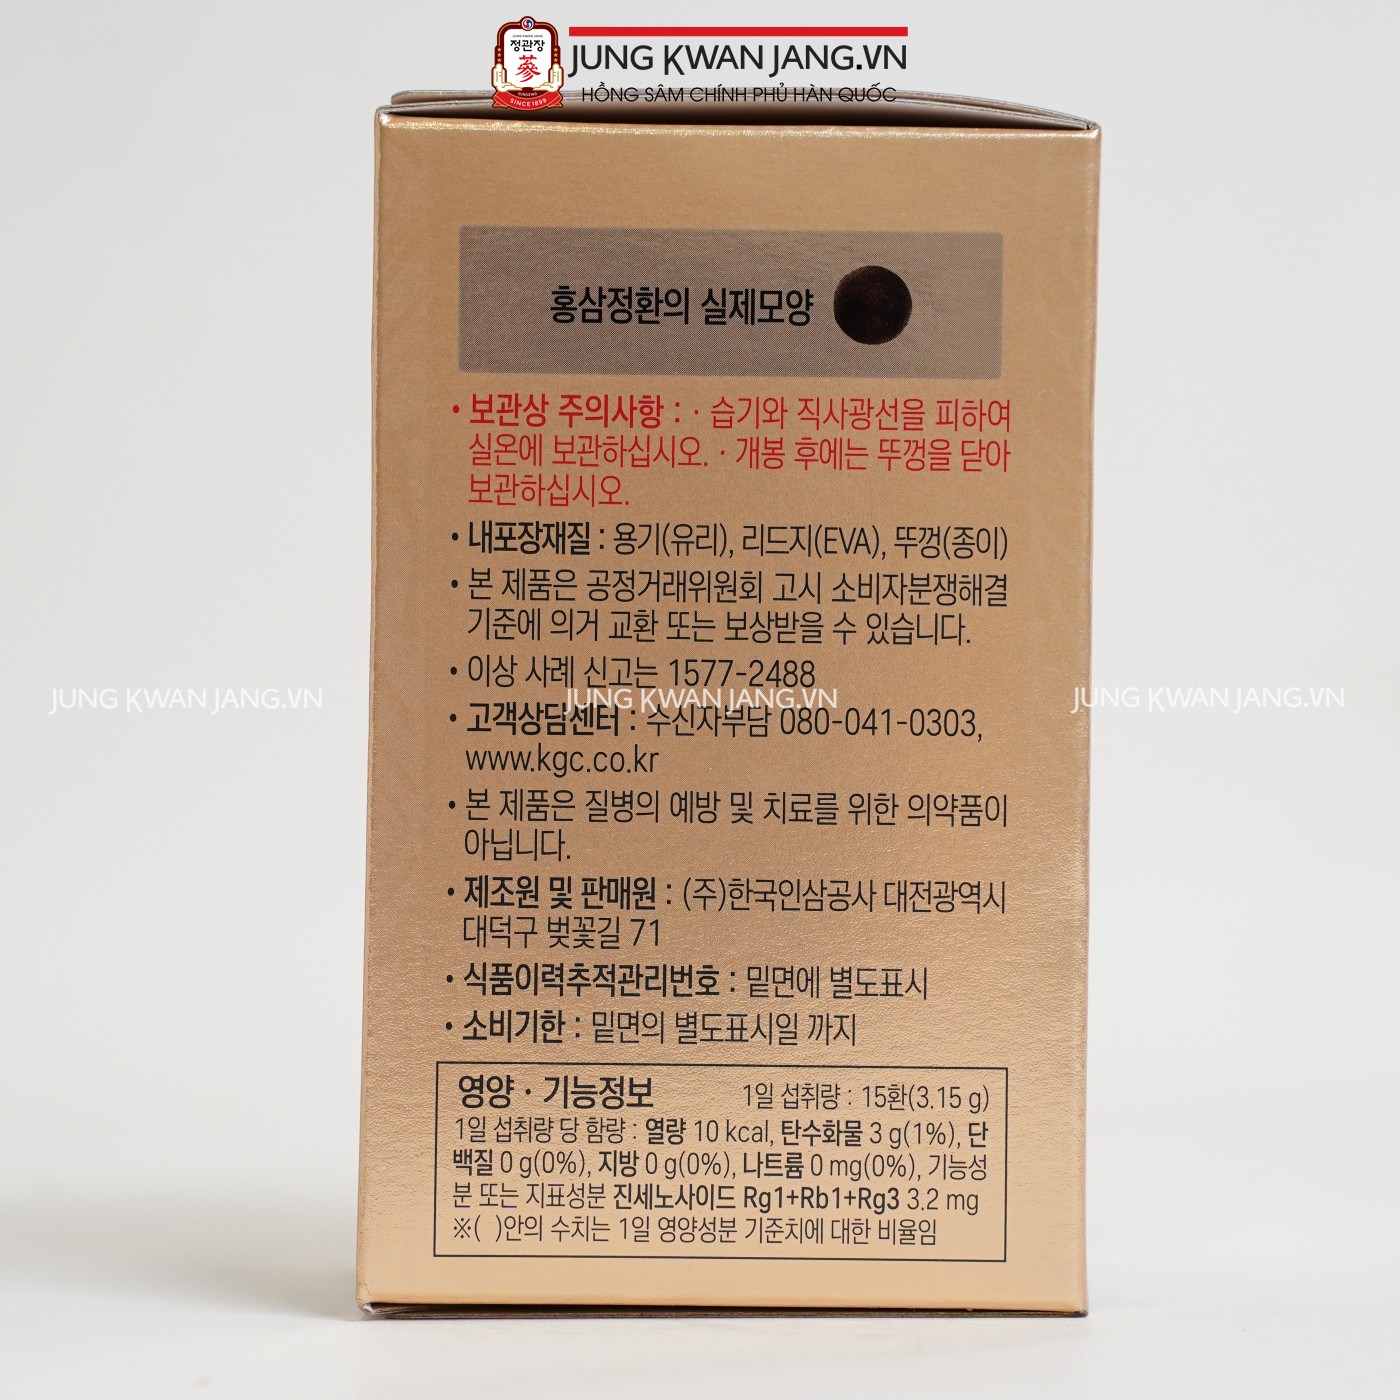 정관장
蔘
GINSENG
SINCE1899
JUNG KWAN JANG.VN
HỒNG SÂM CHÍNH PHỦ HÀN QUỐC
홍삼정환의 실제모양
• 보관상 주의사항 : · 습기와 직사광선을 피하여
실온에 보관하십시오. · 개봉 후에는 뚜껑을 닫아
보관하십시오.
• 내포장재질 : 용기(유리), 리드지(EVA), 뚜껑(종이)
• 본 제품은 공정거래위원회 고시 소비자분쟁해결
기준에 의거 교환 또는 보상받을 수 있습니다.
• 이상 사례 신고는 1577-2488
JUNG KWAN JANG.VN
JUNG KWAN JANG.VN
JUNG KWAN JANG.VN
• 고객상담센터 : 수신자부담 080-041-0303,
www.kgc.co.kr
• 본 제품은 질병의 예방 및 치료를 위한 의약품이
아닙니다.
• 제조원 및 판매원 : (주)한국인삼공사 대전광역시
대덕구 벚꽃길 71
• 식품이력추적관리번호 : 밑면에 별도표시
• 소비기한 : 밑면의 별도표시일 까지
영양 · 기능정보 1일 섭취량 : 15환(3.15 g)
1일 섭취량 당 함량 : 열량 10 kcal, 탄수화물 3 g(1%), 단
백질 0 g(0%), 지방 0 g(0%), 나트륨 0 mg(0%), 기능성
분 또는 지표성분 진세노사이드 Rg1+Rb1+Rg3 3.2 mg
※( )안의 수치는 1일 영양성분 기준치에 대한 비율임